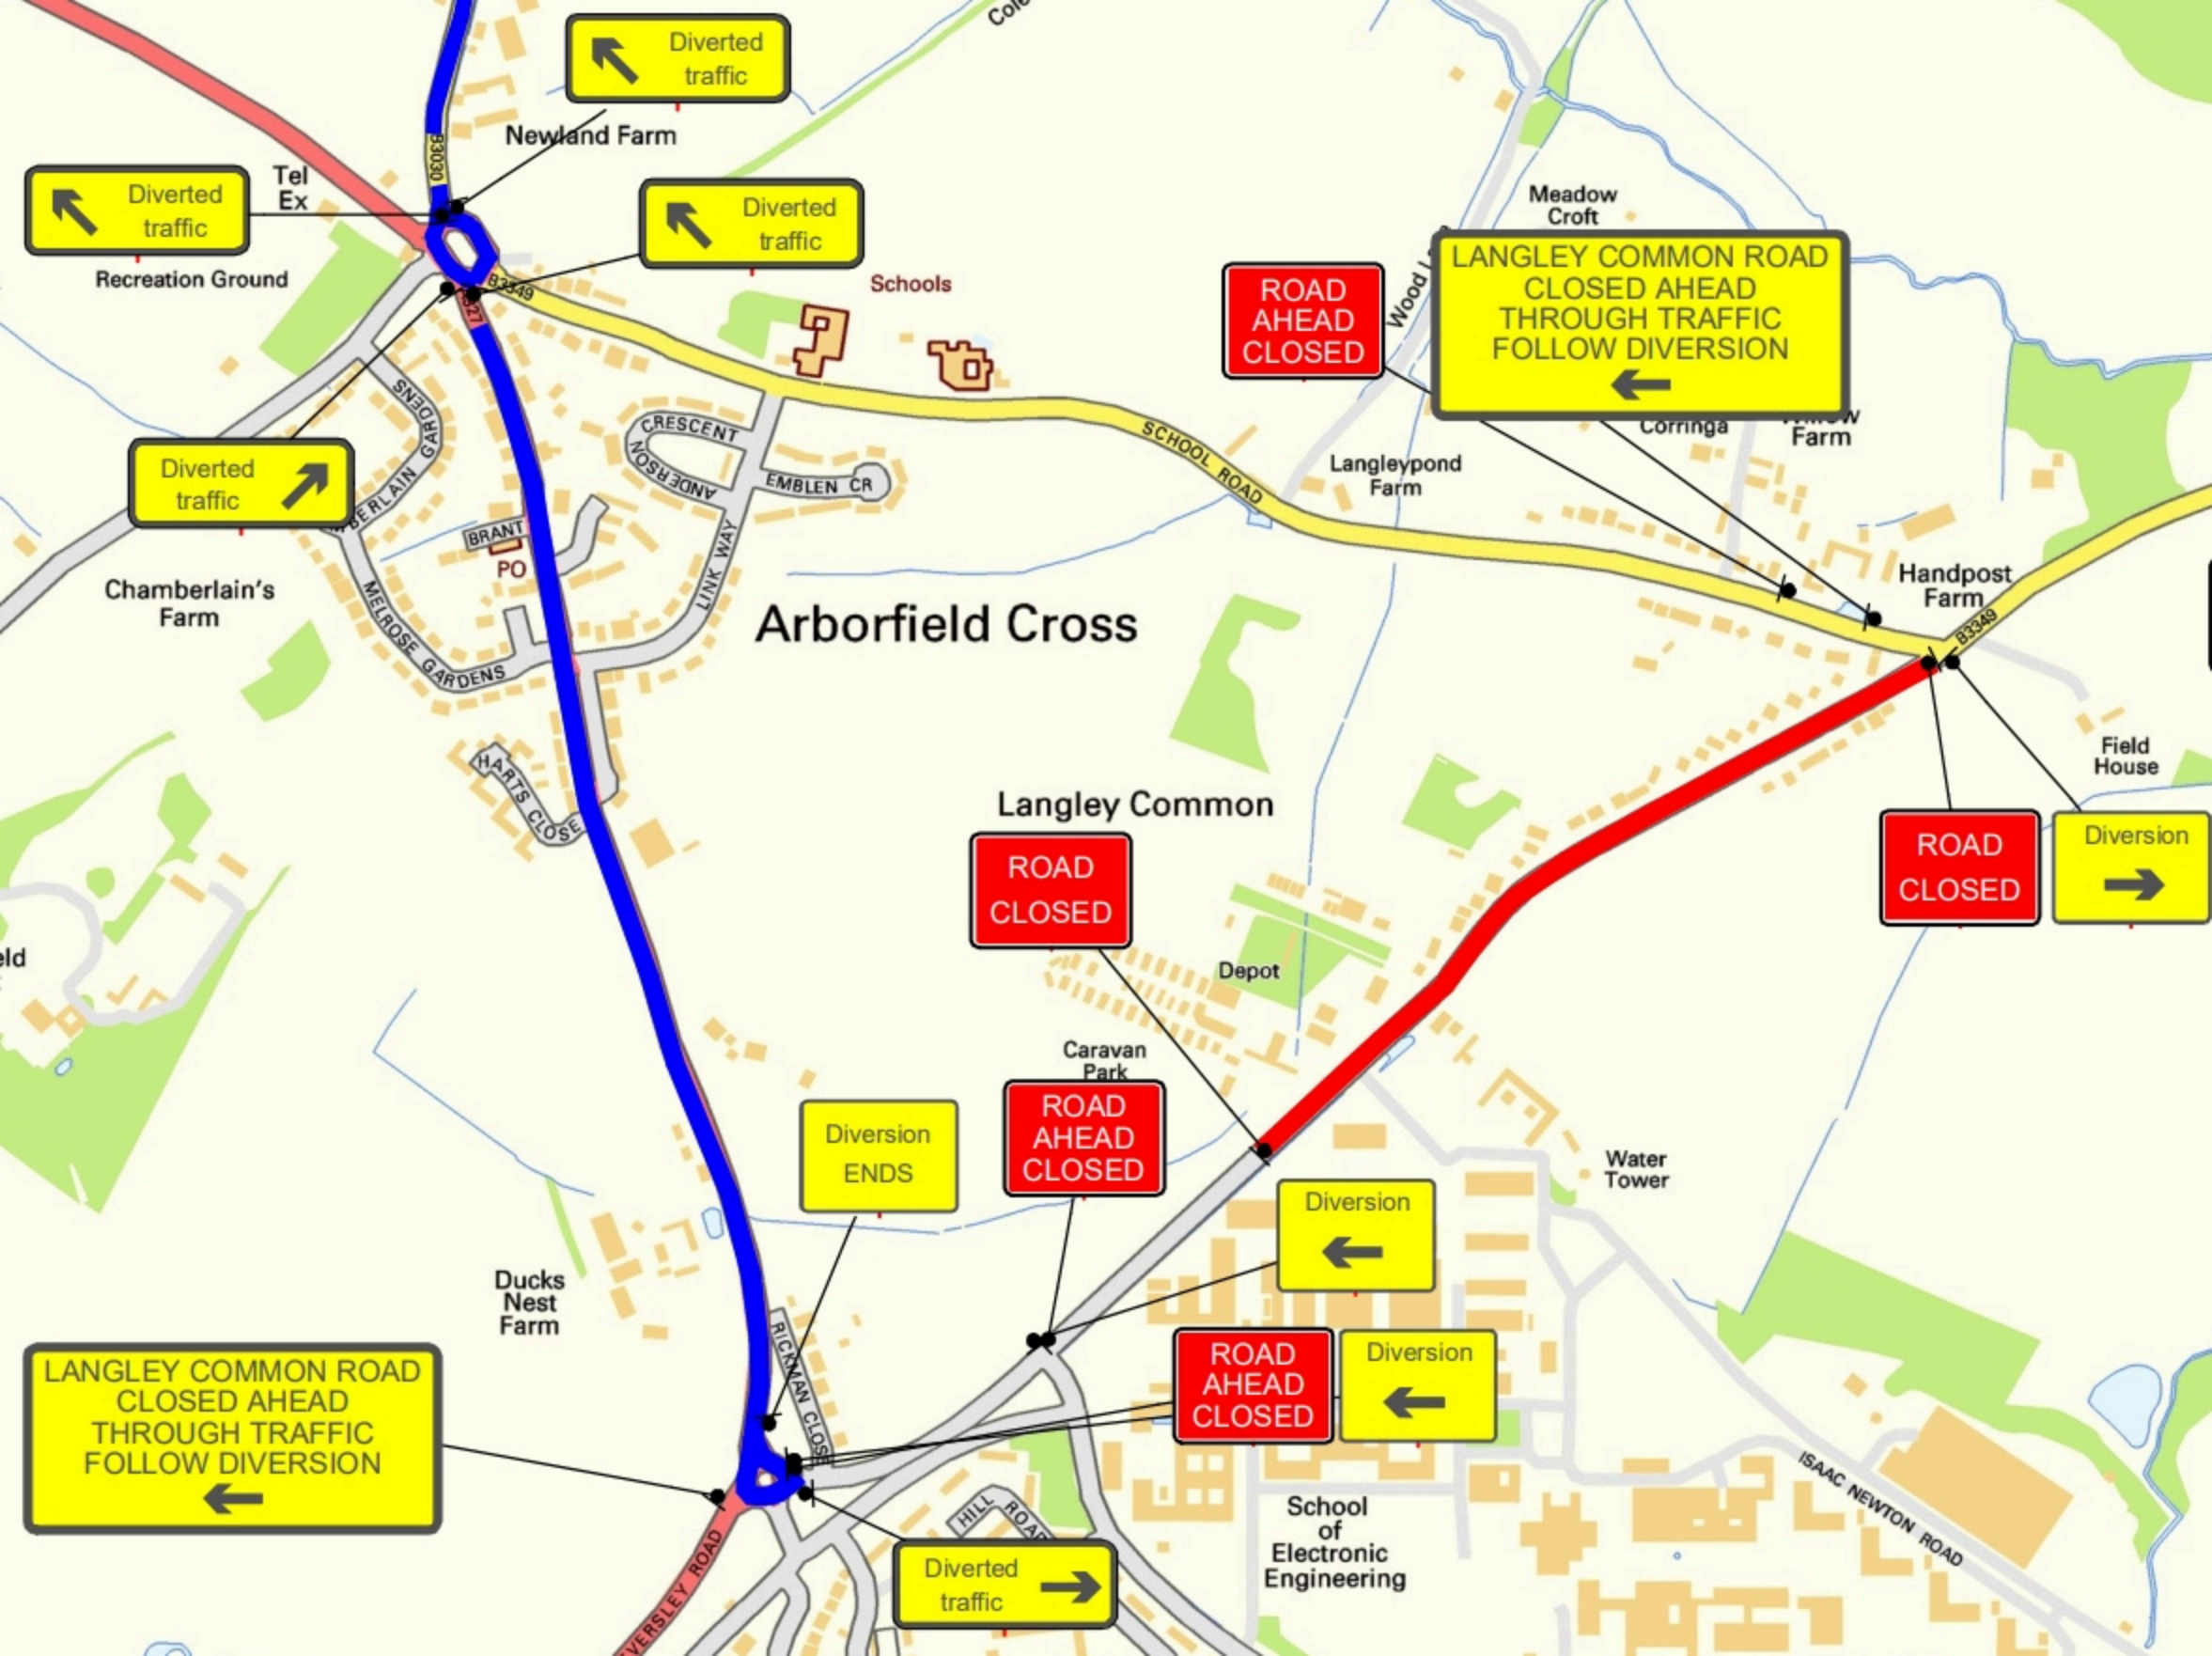 Cole
Diverted
traffic
Newland Farm
B3030
Tel
Ex
Diverted
traffic
Recreation Ground
Diverted
traffic
B3349
Schools
Meadow
Croft
Wood
ROAD
AHEAD
CLOSED
LANGLEY COMMON ROAD
CLOSED AHEAD
THROUGH TRAFFIC
FOLLOW DIVERSION
Corringa
Farm
GARDENS
CRESCENT
ANDERSON
EMBLEN CR
SCHOOL ROAD
Langleypond
Farm
Diverted
traffic
BRANT
PO
LINK WAY
Chamberlain's
Farm
MELROSE GARDENS
Arborfield Cross
Handpost
Farm
B3349
HARTS CLOSE
Field
House
Langley Common
ROAD
CLOSED
ROAD
CLOSED
Diversion
Depot
Caravan
Park
ROAD
AHEAD
CLOSED
Diversion
ENDS
Water
Tower
Diversion
Ducks
Nest
Farm
RICKMAN CLOSE
ROAD
AHEAD
CLOSED
Diversion
LANGLEY COMMON ROAD
CLOSED AHEAD
THROUGH TRAFFIC
FOLLOW DIVERSION
ISAAC NEWTON ROAD
HILL ROAD
School
of
Electronic
Engineering
Diverted
traffic
VERSLEY ROAD